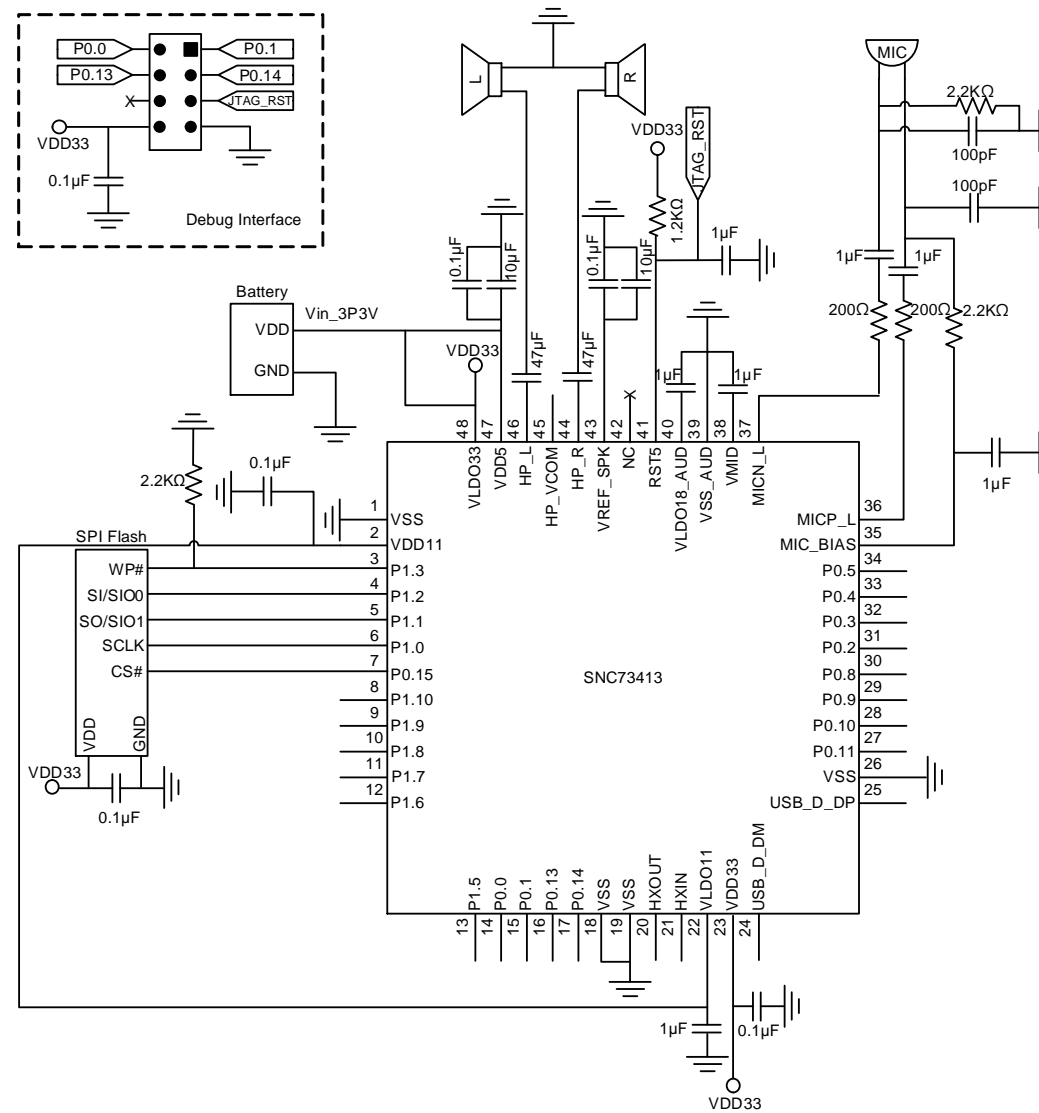 P0.0
P0.1
P0.13
P0.14
X
JTAG_RST
VDD33
0.1μF
Debug Interface
L
R
MIC
2.2KΩ
100pF
100pF
VDD33
JTAG_RST
1.2KΩ
1μF
0.1μF
10μF
0.1μF
10μF
1μF
1μF
200Ω
200Ω
2.2KΩ
1μF
Battery
VDD
GND
Vin_3P3V
VDD33
47μF
47μF
X
1μF
1μF
48
47
46
45
44
43
42
41
40
39
38
37
VLDO33
VDD5
HP_L
HP_VCOM
HP_R
VREF_SPK
NC
RST5
VLDO18_AUD
VSS_AUD
VMID
MICN_L
2.2KΩ
0.1μF
SPI Flash
WP#
SI/SIO0
SO/SIO1
SCLK
CS#
VDD
GND
VDD33
0.1μF
1 VSS
2 VDD11
3 P1.3
4 P1.2
5 P1.1
6 P1.0
7 P0.15
8 P1.10
9 P1.9
10 P1.8
11 P1.7
12 P1.6
SNC73413
MICP_L 36
MIC_BIAS 35
P0.5 34
P0.4 33
P0.3 32
P0.2 31
P0.8 30
P0.9 29
P0.10 28
P0.11 27
VSS 26
USB_D_DP 25
P1.5
P0.0
P0.1
P0.13
P0.14
VSS
VSS
HXOUT
HXIN
VLDO11
VDD33
USB_D_DM
13
14
15
16
17
18
19
20
21
22
23
24
1μF
0.1μF
VDD33